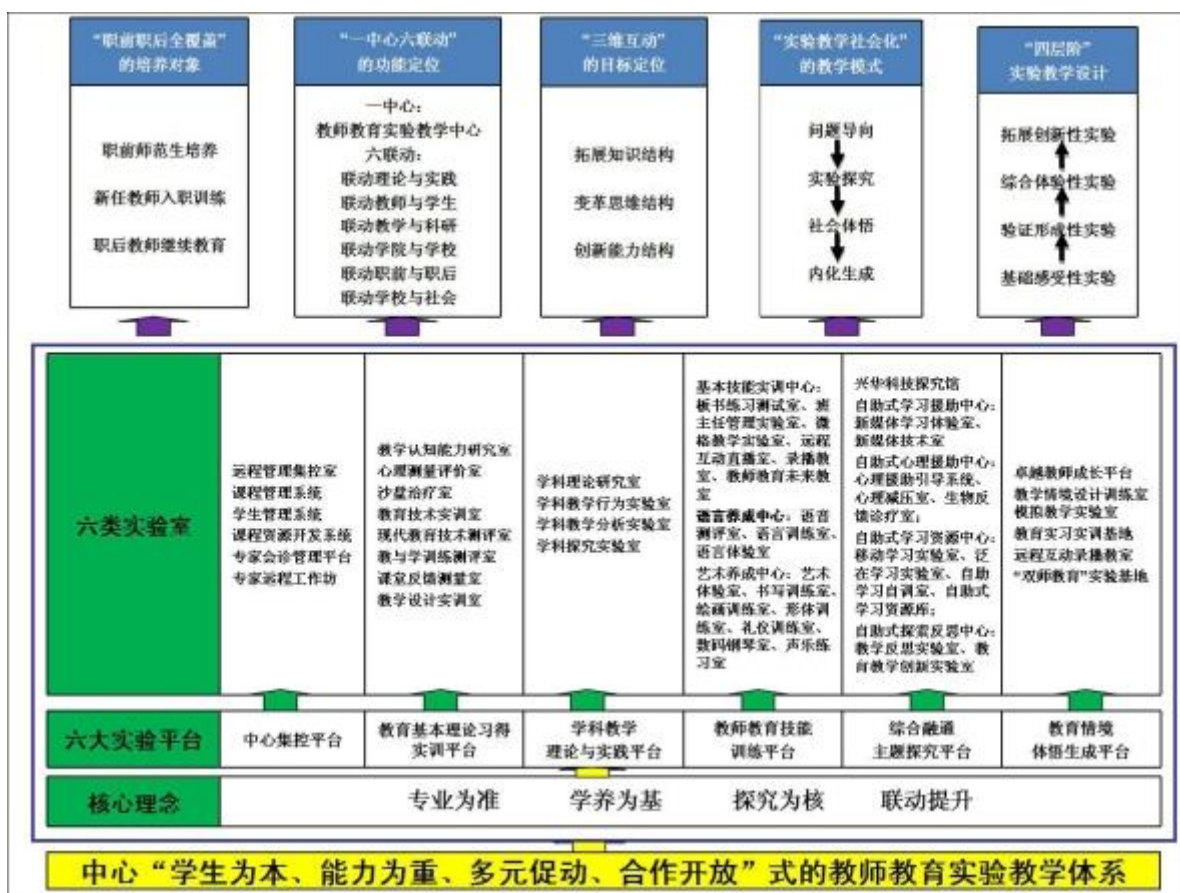 “职前职后全覆盖”
的培养对象
职前师范生培养
新任教师入职训练
职后教师继续教育
“一中心六联动”
的功能定位
一中心：
教师教育实验教学中心
六联动：
联动理论与实践
联动教师与学生
联动教学与科研
联动学院与学校
联动职前与职后
联动学校与社会
“三维互动”
的目标定位
拓展知识结构
变革思维结构
创新能力结构
“实验教学社会化”
的教学模式
问题导向
实验探究
社会体悟
内化生成
“四层阶”
实验教学设计
拓展创新性实验
综合体验性实验
验证形成性实验
基础感受性实验
六类实验室
远程管理集控室
课程管理系统
学生管理系统
课程资源开发系统
专家会诊管理平台
专家远程工作坊
教学认知能力研究室
心理测量评价室
沙盘治疗室
教育技术实训室
现代教育技术测评室
教与学训练测评室
课堂反馈测量室
教学设计实训室
学科理论研究室
学科教学行为实验室
学科教学分析实验室
学科探究实验室
基本技能实训中心：
板书练习测试室、班
主任管理实验室、微
格教学实验室、远程
互动直播室、录播教
室、教师教育未来教
室
语言养成中心：语音
测评室、语言训练室、
语言体验室
艺术养成中心：艺术
体验室、书写训练室、
绘画训练室、形体训
练室、礼仪训练室、
数码钢琴室、声乐练
习室
兴华科技探究馆
自助式学习援助中心：
新媒体学习体验室、
新媒体技术室
自助式心理援助中心：
心理援助引导系统、
心理减压室、生物反
馈诊疗室；
自助式学习资源中心：
移动学习实验室、泛
在学习实验室、自助
学习自训室、自助式
学习资源库；
自助式探索反思中心：
教学反思实验室、教
育教学创新实验室
卓越教师成长平台
教学情境设计训练室
模拟教学实验室
教育实习实训基地
远程互动录播教室
“双师教育”实验基地
六大实验平台
中心集控平台
教育基本理论习得
实训平台
学科教学
理论与实践平台
教师教育技能
训练平台
综合融通
主题探究平台
教育情境
体悟生成平台
核心理念
专业为准 学养为基 探究为核 联动提升
中心“学生为本、能力为重、多元促动、合作开放”式的教师教育实验教学体系